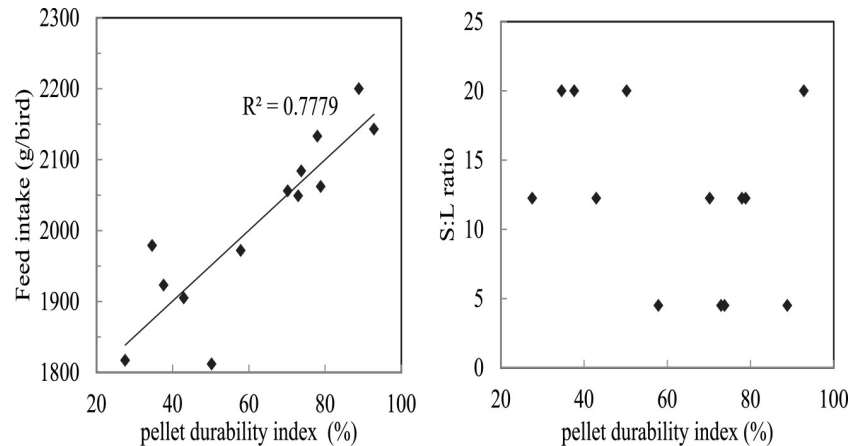 2300
2200
2100
2000
1900
1800
Feed intake (g/bird)
R² = 0.7779
20 40 60 80 100
pellet durability index (%)
25
20
15
10
5
0
S:L ratio
20 40 60 80 100
pellet durability index (%)